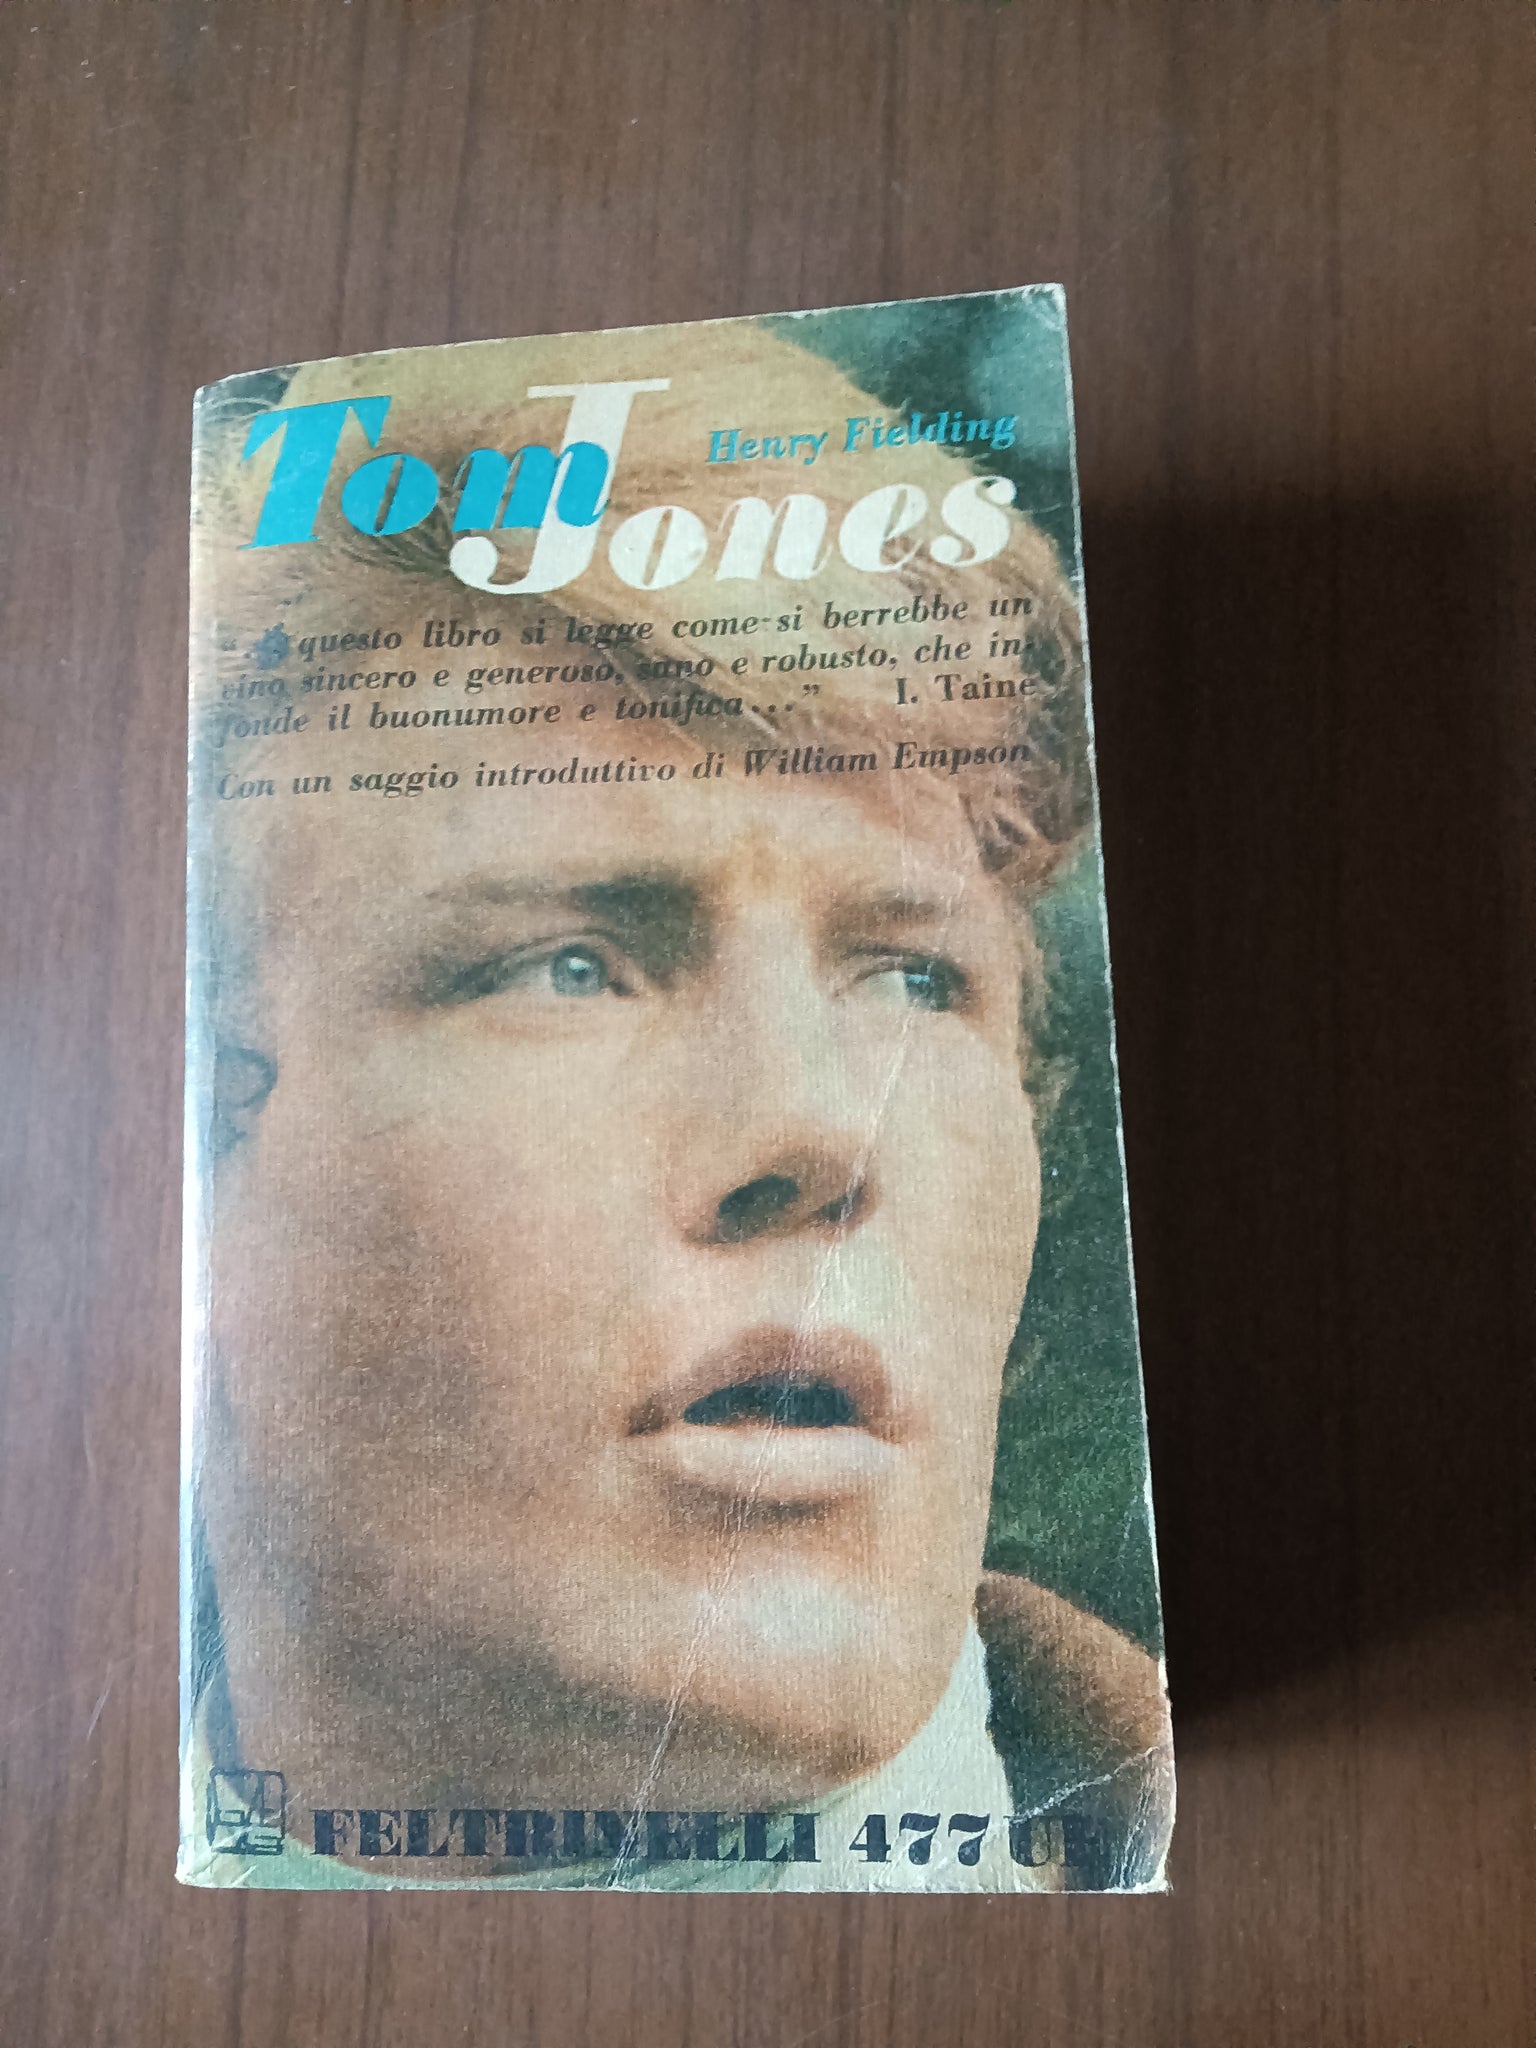 Tom Jones
Henry Fielding
“... questo libro si legge come si berrebbe un
vino sincero e generoso, sano e robusto, che in-
fonde il buonumore e tonifica...” I. Taine
Con un saggio introduttivo di William Empson
FELTRINELLI 477 UE